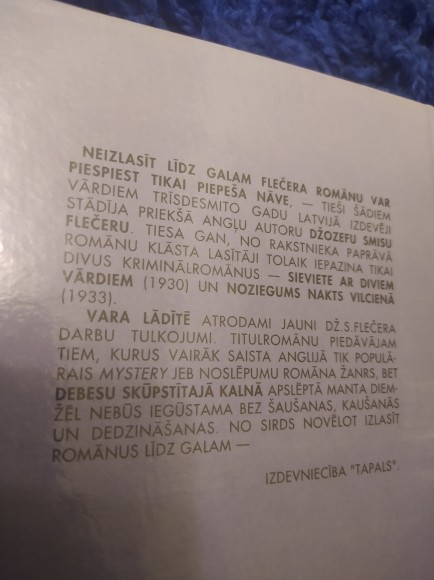 NEIZLASĪT LĪDZ GALAM FLEČERA ROMĀNU VAR
PIESPIEST TIKAI PIEPEŠA NĀVE, — TIEŠI ŠĀDIEM
VĀRDIEM TRĪSDESMITO GADU LATVIJĀ IZDEVĒJI
STĀDĪJA PRIEKŠĀ ANGĻU AUTORU DŽOZEFU SMISU
FLEČERU. TIESA GAN, NO RAKSTNIEKA PAPRĀVĀ
ROMĀNU KLĀSTA LASĪTĀJI TOLAIK IEPAZINA TIKAI
DIVUS KRIMINĀLROMĀNUS — SIEVIETE AR DIVIEM
VĀRDIEM (1930) UN NOZIEGUMS NAKTS VILCIENĀ
(1933).
VARA LĀDĪTĒ ATRODAMI JAUNI DŽ.S.FLEČERA
DARBU TULKOJUMI. TITULROMĀNU PIEDĀVĀJAM
TIEM, KURUS VAIRĀK SAISTA ANGLIJĀ TIK POPULĀ-
RAIS MYSTERY JEB NOSLĒPUMU ROMĀNA ŽANRS, BET
DEBESU SKŪPSTĪTAJĀ KALNĀ APSLĒPTĀ MANTA DIEM-
ŽĒL NEBŪS IEGŪSTAMA BEZ ŠAUŠANAS, KAUŠANĀS
UN DEDZINĀŠANAS. NO SIRDS NOVĒLOT IZLASĪT
ROMĀNUS LĪDZ GALAM —
IZDEVNIECĪBA "TAPALS".